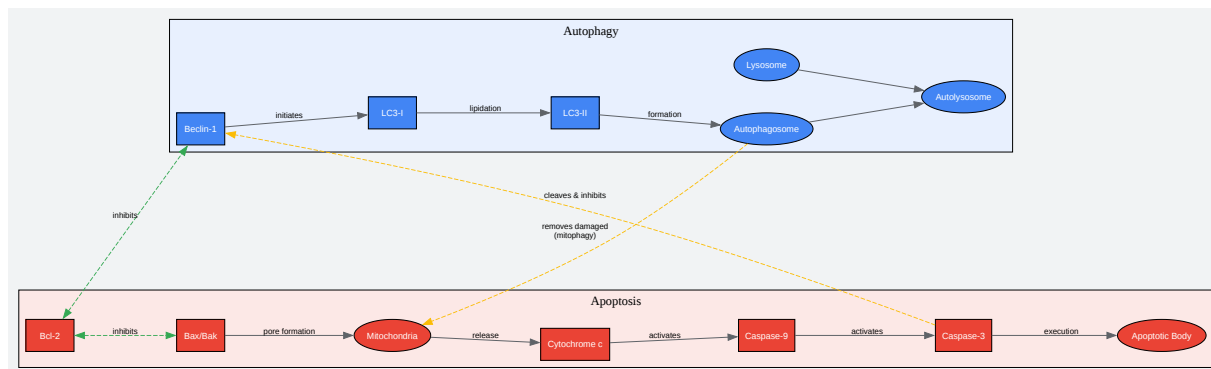 Autophagy
Lysosome
Autolysosome
LC3-I
lipidation
LC3-II
formation
initiates
Beclin-1
Autophagosome
cleaves & inhibits
inhibits
removes damaged
(mitophagy)
Apoptosis
Bcl-2
inhibits
Bax/Bak
pore formation
Mitochondria
release
Cytochrome c
activates
Caspase-9
activates
Caspase-3
execution
Apoptotic Body